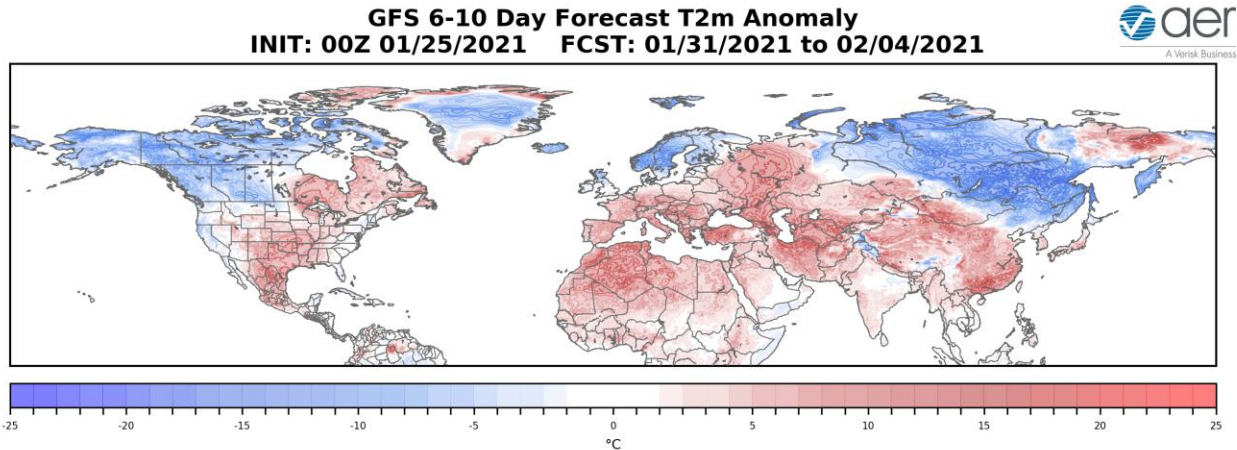 GFS 6-10 Day Forecast T2m Anomaly
INIT: 00Z 01/25/2021 FCST: 01/31/2021 to 02/04/2021
aer
A Verisk Business
-25 -20 -15 -10 -5 0 5 10 15 20 25
°C